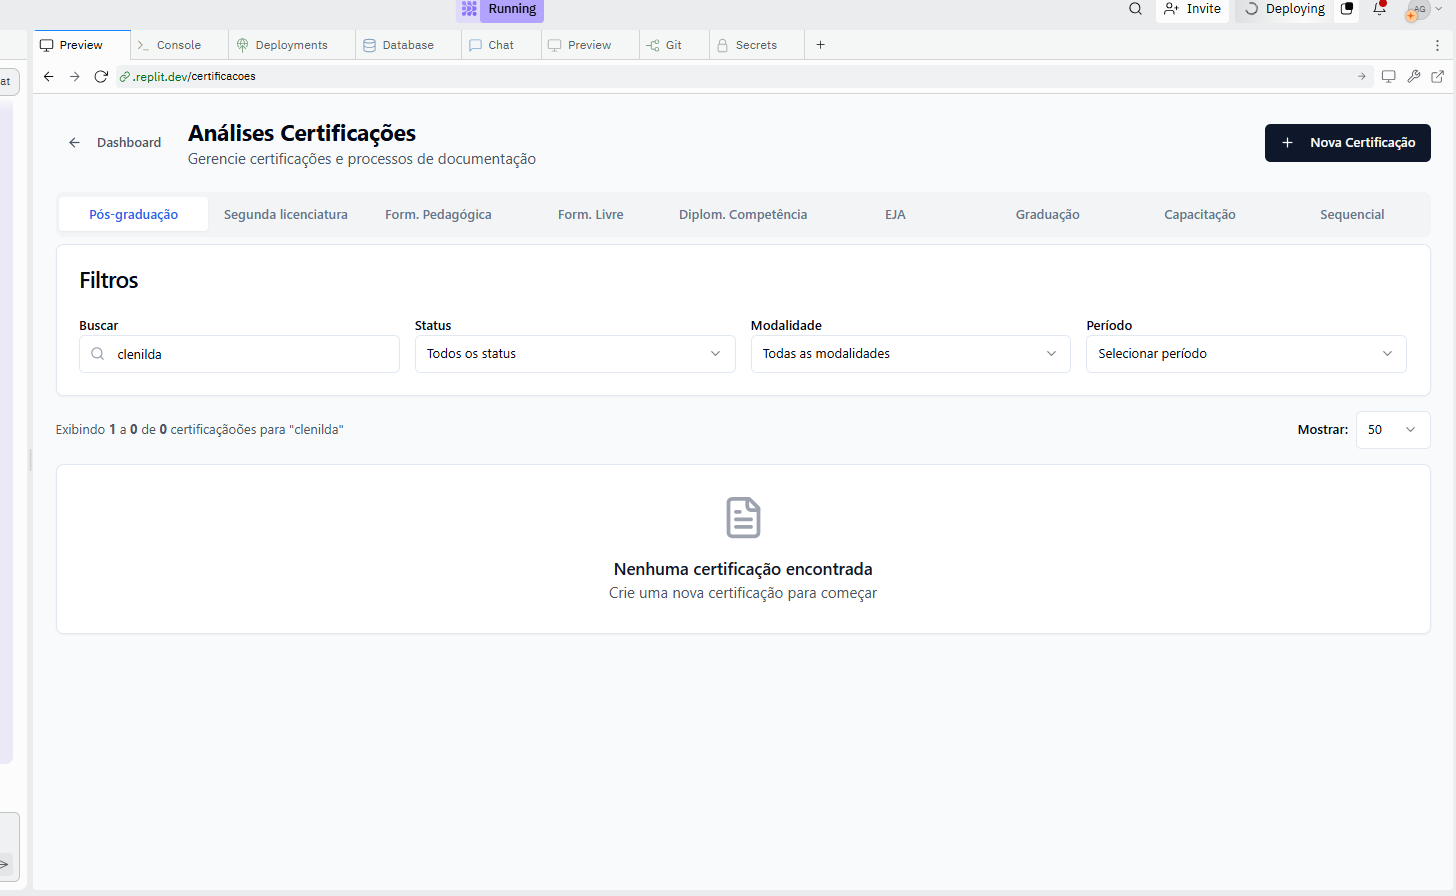 Running
Invite
Deploying
AG
Preview
Console
Deployments
Database
Chat
Preview
Git
Secrets
at
.replit.dev/certificacoes
Dashboard
Análises Certificações
Gerencie certificações e processos de documentação
Nova Certificação
Pós-graduação
Segunda licenciatura
Form. Pedagógica
Form. Livre
Diplom. Competência
EJA
Graduação
Capacitação
Sequencial
Filtros
Buscar
Status
Modalidade
Período
clenilda
Todos os status
Todas as modalidades
Selecionar período
Exibindo 1 a 0 de 0 certificaçãoões para "clenilda"
Mostrar:
50
Nenhuma certificação encontrada
Crie uma nova certificação para começar